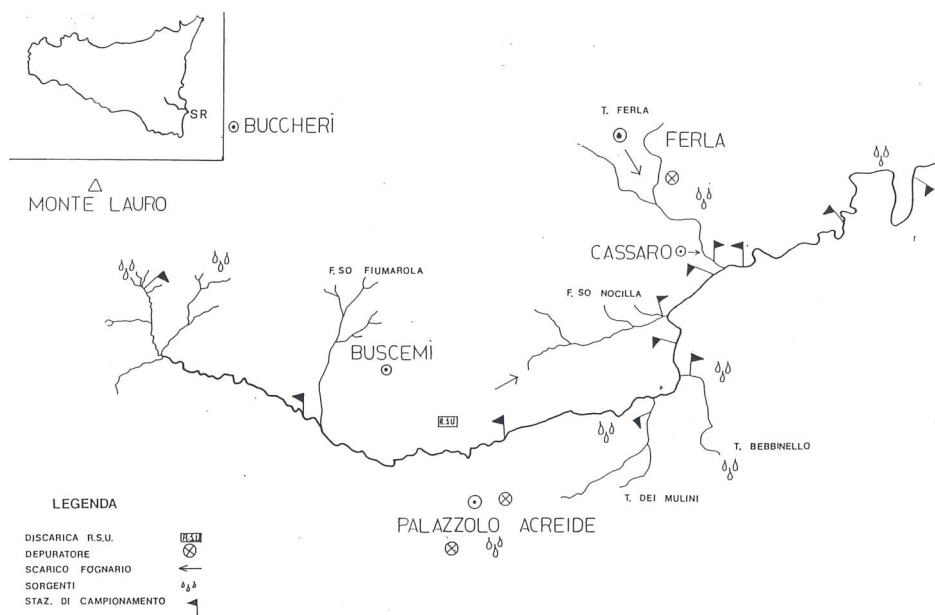 SR
BUCCHERI
MONTE LAURO
T. FERLA
FERLA
CASSARO
F.SO FIUMAROLA
F.SO NOCILLA
BUSCEMI
R.S.U
T. BEBBINELLO
T. DEI MULINI
PALAZZOLO ACREIDE
LEGENDA
DISCARICA R.S.U. R.S.U
DEPURATORE
SCARICO FOGNARIO
SORGENTI
STAZ. DI CAMPIONAMENTO